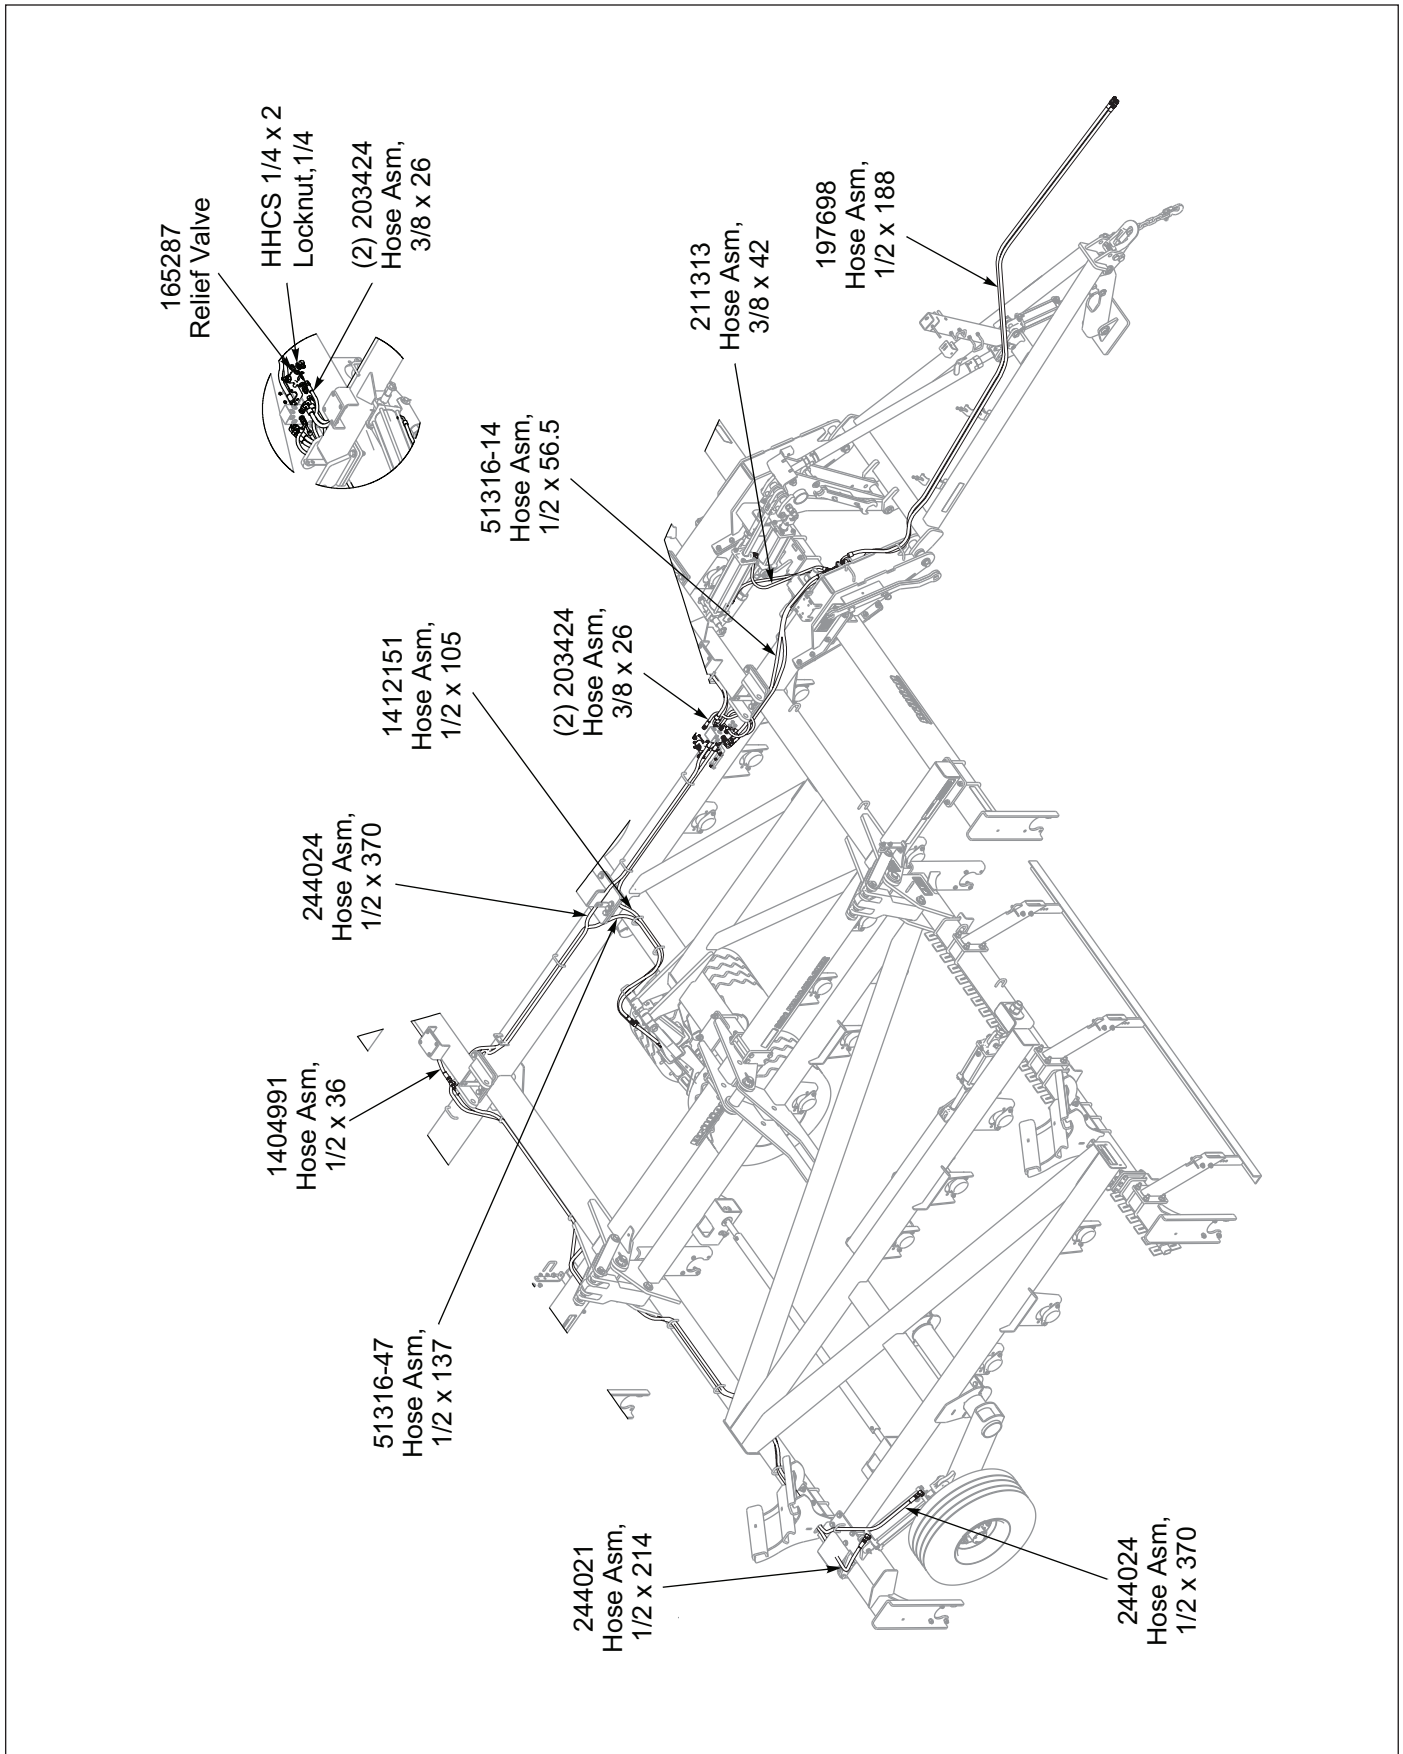 165287
Relief Valve
HHCS 1/4 x 2
Locknut,1/4
(2) 203424
Hose Asm,
3/8 x 26
197698
Hose Asm,
1/2 x 188
211313
Hose Asm,
3/8 x 42
51316-14
Hose Asm,
1/2 x 56.5
(2) 203424
Hose Asm,
3/8 x 26
1412151
Hose Asm,
1/2 x 105
244024
Hose Asm,
1/2 x 370
1404991
Hose Asm,
1/2 x 36
51316-47
Hose Asm,
1/2 x 137
244021
Hose Asm,
1/2 x 214
244024
Hose Asm,
1/2 x 370